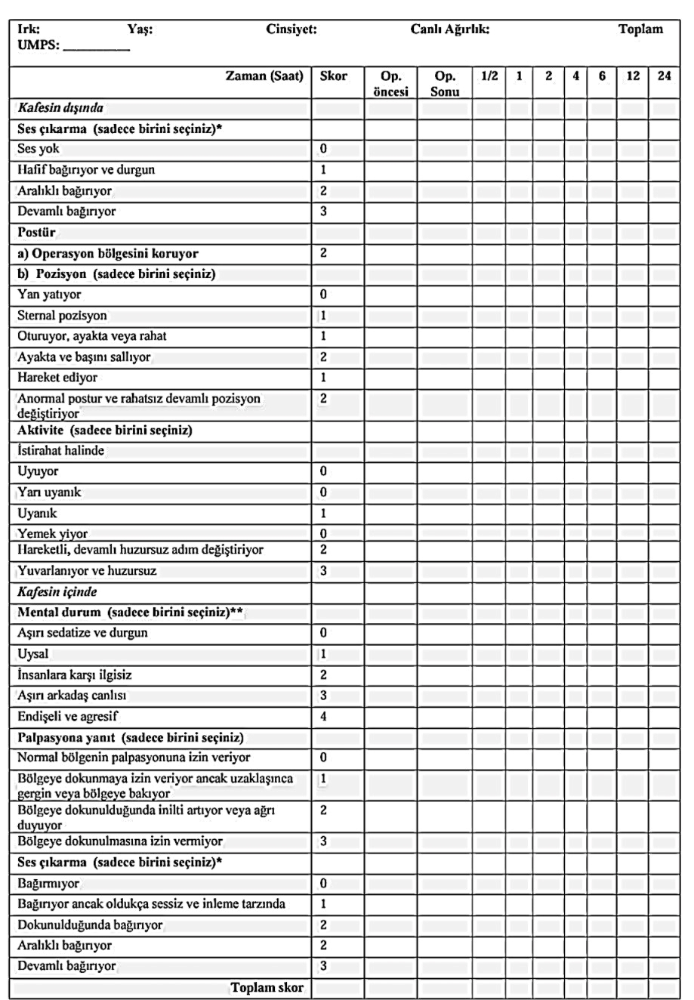 Irk: Yaş: Cinsiyet: Canlı Ağırlık: Toplam
UMPS: __________
Zaman (Saat) Skor Op. öncesi Op. Sonu 1/2 1 2 4 6 12 24
Kafesin dışında
Ses çıkarma (sadece birini seçiniz)*
Ses yok 0
Hafif bağırıyor ve durgun 1
Aralıklı bağırıyor 2
Devamlı bağırıyor 3
Postür
a) Operasyon bölgesini koruyor 2
b) Pozisyon (sadece birini seçiniz)
Yan yatıyor 0
Sternal pozisyon 1
Oturuyor, ayakta veya rahat 1
Ayakta ve başını sallıyor 2
Hareket ediyor 1
Anormal postur ve rahatsız devamlı pozisyon 2
değiştiriyor
Aktivite (sadece birini seçiniz)
İstirahat halinde
Uyuyor 0
Yarı uyanık 0
Uyanık 1
Yemek yiyor 0
Hareketli, devamlı huzursuz adım değiştiriyor 2
Yuvarlanıyor ve huzursuz 3
Kafesin içinde
Mental durum (sadece birini seçiniz)**
Aşırı sedatize ve durgun 0
Uysal 1
İnsanlara karşı ilgisiz 2
Aşırı arkadaş canlısı 3
Endişeli ve agresif 4
Palpasyona yanıt (sadece birini seçiniz)
Normal bölgenin palpasyonuna izin veriyor 0
Bölgeye dokunmaya izin veriyor ancak uzaklaşınca 1
gergin veya bölgeye bakıyor
Bölgeye dokunulduğunda inilti artıyor veya ağrı 2
duyuyor
Bölgeye dokunulmasına izin vermiyor 3
Ses çıkarma (sadece birini seçiniz)*
Bağırmıyor 0
Bağırıyor ancak oldukça sessiz ve inleme tarzında 1
Dokunulduğunda bağırıyor 2
Aralıklı bağırıyor 2
Devamlı bağırıyor 3
Toplam skor